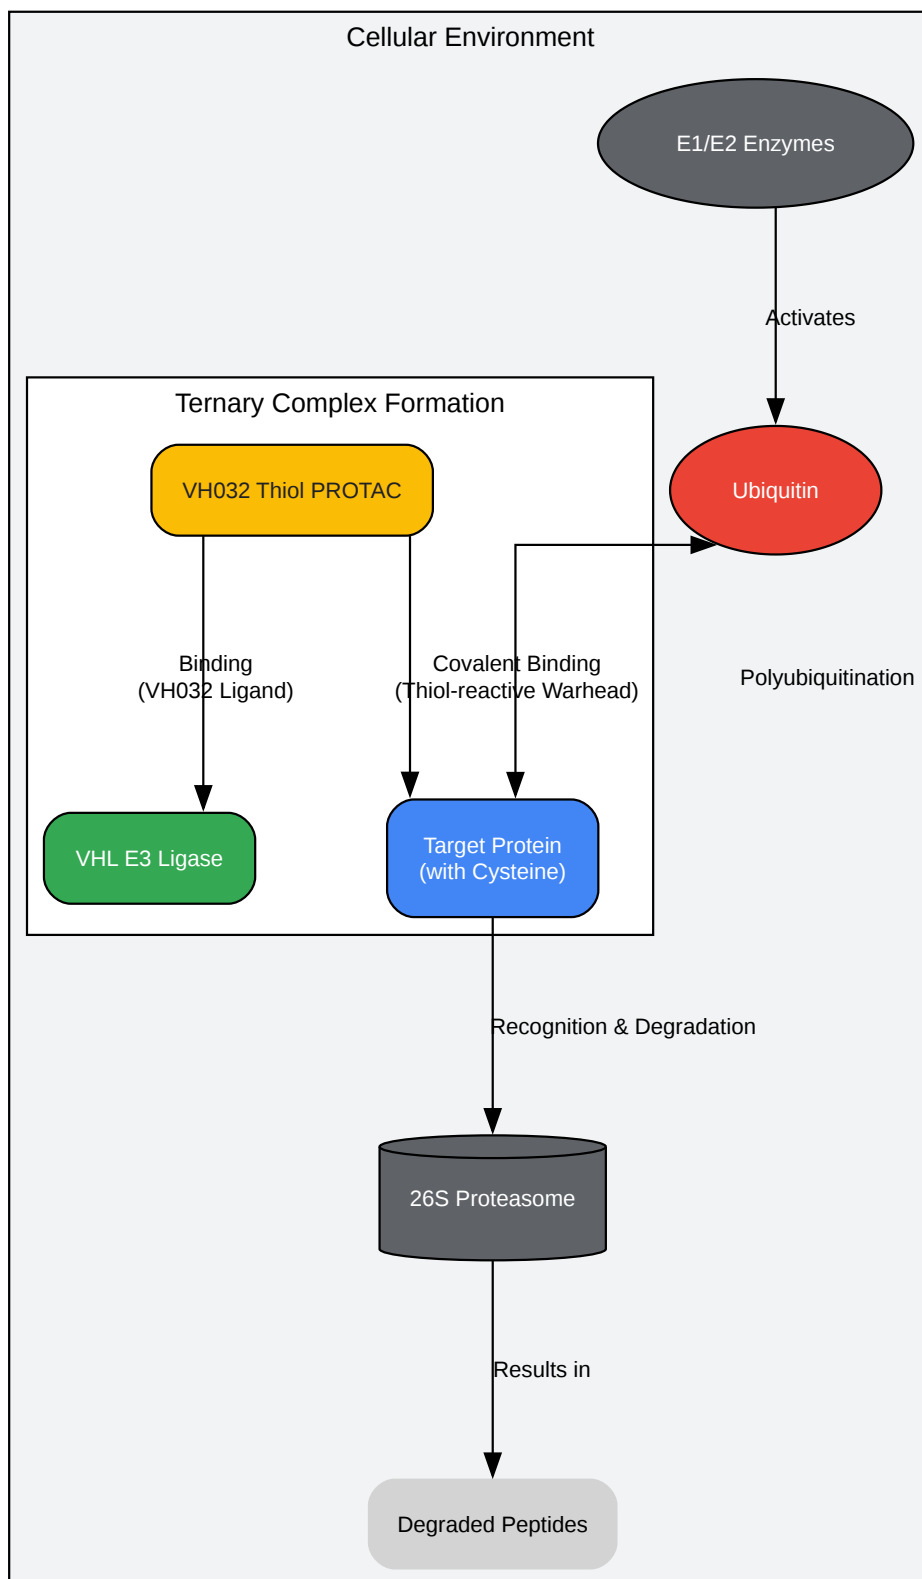 Cellular Environment
E1/E2 Enzymes
Activates
Ternary Complex Formation
VH032 Thiol PROTAC
Ubiquitin
Binding
(VH032 Ligand)
Covalent Binding
(Thiol-reactive Warhead)
Polyubiquitination
VHL E3 Ligase
Target Protein
(with Cysteine)
Recognition & Degradation
26S Proteasome
Results in
Degraded Peptides